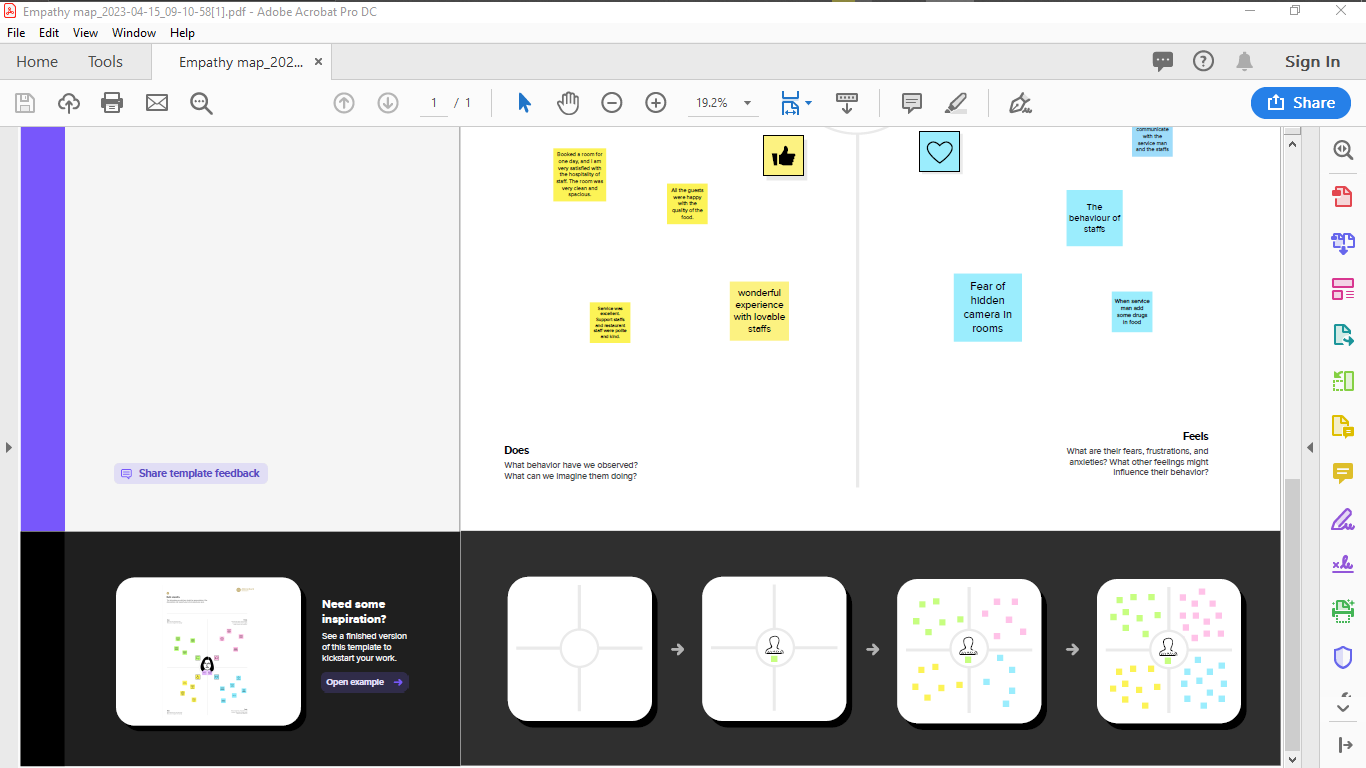 Empathy map_2023-04-15_09-10-58[1].pdf - Adobe Acrobat Pro DC
File Edit View Window Help
Home Tools Empathy map_202... ×
Sign In
1 / 1
19.2%
Share
communicate
with the
service man
and the staffs
Booked a room for
one day, and I am
very satisfied with
the hospitality of
staff. The room was
very clean and
spacious.
All the guests
were happy
with the
quality of the
food.
The
behaviour of
staffs
wonderful
experience
with lovable
staffs
Service was
excellent.
Support staffs
and restaurant
staff were polite
and kind.
Fear of
hidden
camera in
rooms
When service
men add
some drugs
in food
Does
What behavior have we observed?
What can we imagine them doing?
Feels
What are their fears, frustrations, and
anxieties? What other feelings might
influence their behavior?
Share template feedback
Need some
inspiration?
See a finished version
of this template to
kickstart your work.
Open example